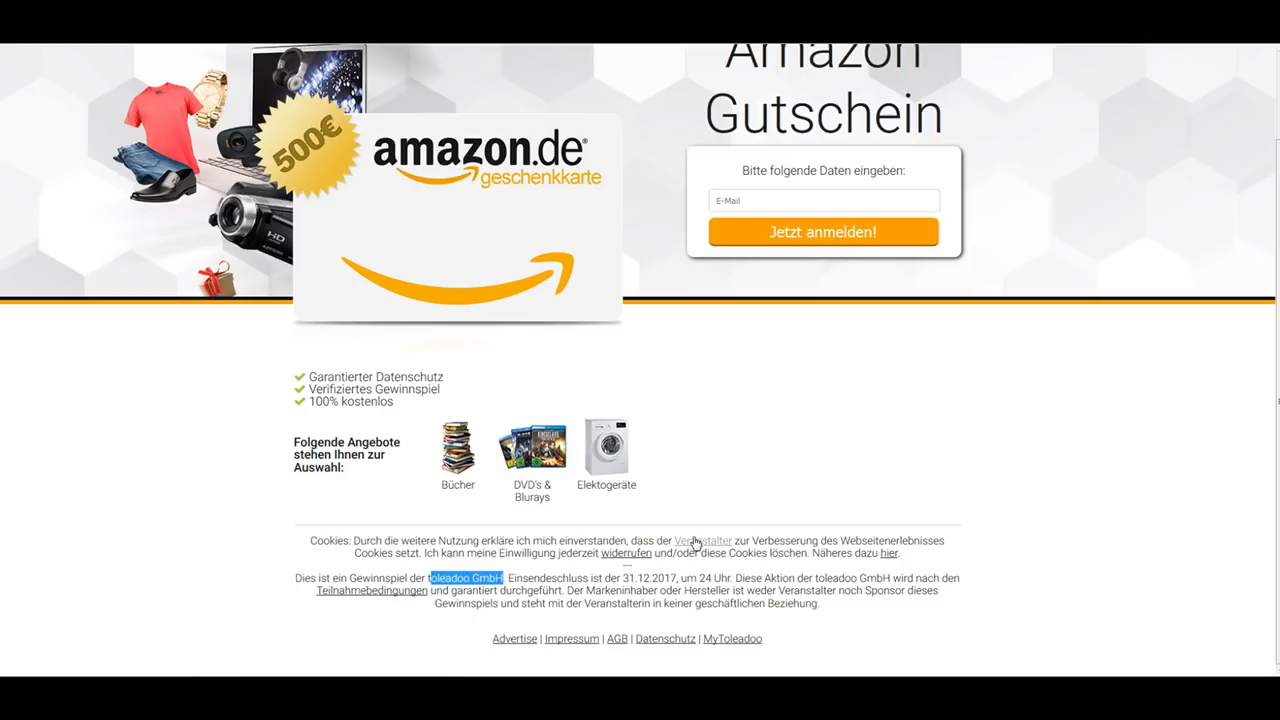 Amazon
Gutschein
500€
amazon.de®
geschenkkarte
Bitte folgende Daten eingeben:
E-Mail
Jetzt anmelden!
HD
Garantierter Datenschutz
Verifiziertes Gewinnspiel
100% kostenlos
Folgende Angebote
stehen Ihnen zur
Auswahl:
Bücher
DVD's &
Blurays
Elektogeräte
Cookies: Durch die weitere Nutzung erkläre ich mich einverstanden, dass der Veranstalter zur Verbesserung des Webseitenerlebnisses
Cookies setzt. Ich kann meine Einwilligung jederzeit widerrufen und/oder diese Cookies löschen. Näheres dazu hier.
---
Dies ist ein Gewinnspiel der toleadoo GmbH. Einsendeschluss ist der 31.12.2017, um 24 Uhr. Diese Aktion der toleadoo GmbH wird nach den
Teilnahmebedingungen und garantiert durchgeführt. Der Markeninhaber oder Hersteller ist weder Veranstalter noch Sponsor dieses
Gewinnspiels und steht mit der Veranstalterin in keiner geschäftlichen Beziehung.
Advertise | Impressum | AGB | Datenschutz | MyToleadoo